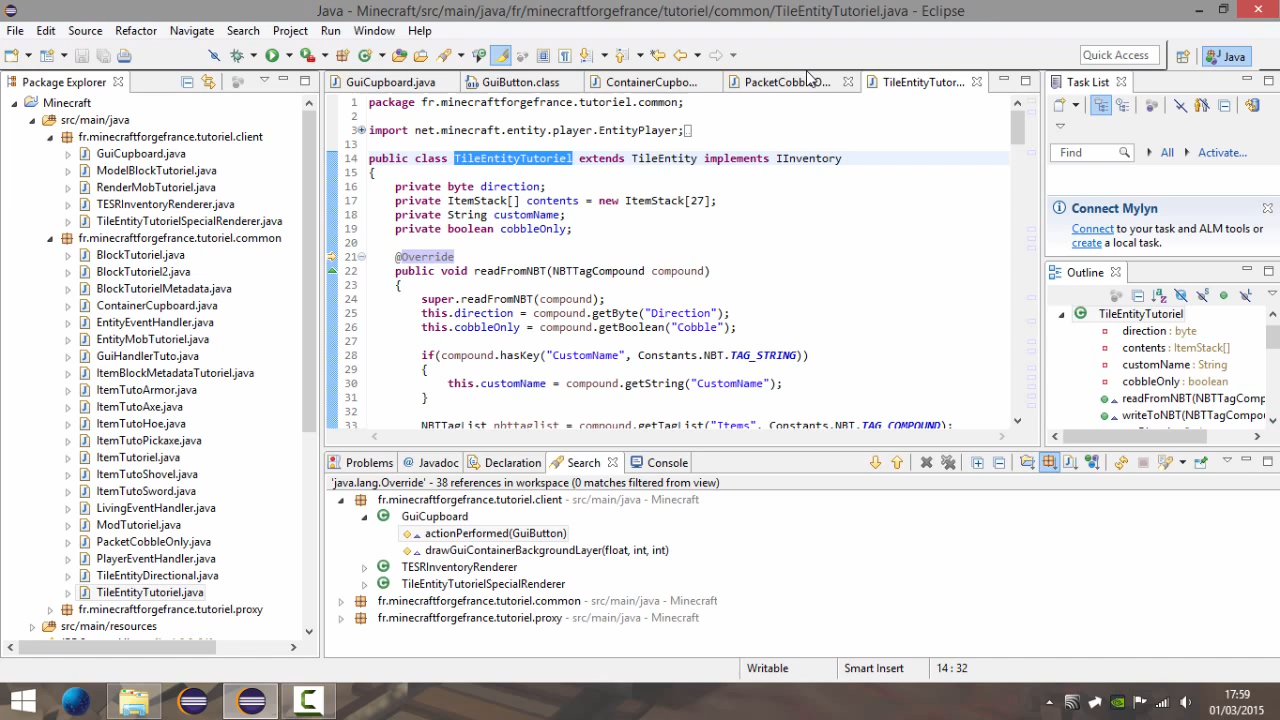 Java - Minecraft/src/main/java/fr/minecraftforgefrance/tutoriel/common/TileEntityTutoriel.java - Eclipse
File Edit Source Refactor Navigate Search Project Run Window Help
Quick Access
Java
Package Explorer
Minecraft
src/main/java
fr.minecraftforgefrance.tutoriel.client
GuiCupboard.java
ModelBlockTutoriel.java
RenderMobTutoriel.java
TESRInventoryRenderer.java
TileEntityTutorielSpecialRenderer.java
fr.minecraftforgefrance.tutoriel.common
BlockTutoriel.java
BlockTutoriel2.java
BlockTutorielMetadata.java
ContainerCupboard.java
EntityEventHandler.java
EntityMobTutoriel.java
GuiHandlerTuto.java
ItemBlockMetadataTutoriel.java
ItemTutoArmor.java
ItemTutoAxe.java
ItemTutoHoe.java
ItemTutoPickaxe.java
ItemTutoriel.java
ItemTutoShovel.java
ItemTutoSword.java
LivingEventHandler.java
ModTutoriel.java
PacketCobbleOnly.java
PlayerEventHandler.java
TileEntityDirectional.java
TileEntityTutoriel.java
fr.minecraftforgefrance.tutoriel.proxy
src/main/resources
GuiCupboard.java GuiButton.class ContainerCupbo... PacketCobbleO... TileEntityTutor...
1 package fr.minecraftforgefrance.tutoriel.common;
2
3 import net.minecraft.entity.player.EntityPlayer;
13
14 public class TileEntityTutoriel extends TileEntity implements IInventory
15 {
16 private byte direction;
17 private ItemStack[] contents = new ItemStack[27];
18 private String customName;
19 private boolean cobbleOnly;
20
21 @Override
22 public void readFromNBT(NBTTagCompound compound)
23 {
24 super.readFromNBT(compound);
25 this.direction = compound.getByte("Direction");
26 this.cobbleOnly = compound.getBoolean("Cobble");
27
28 if(compound.hasKey("CustomName", Constants.NBT.TAG_STRING))
29 {
30 this.customName = compound.getString("CustomName");
31 }
32
33 NBTTagList nbttaglist = compound.getTagList("Items", Constants.NBT.TAG_COMPOUND);
Task List
Find All Activate...
Connect Mylyn
Connect to your task and ALM tools or
create a local task.
Outline
TileEntityTutoriel
direction : byte
contents : ItemStack[]
customName : String
cobbleOnly : boolean
readFromNBT(NBTTagComp
writeToNBT(NBTTagCompou
Problems Javadoc Declaration Search Console
'java.lang.Override' - 38 references in workspace (0 matches filtered from view)
fr.minecraftforgefrance.tutoriel.client - src/main/java - Minecraft
GuiCupboard
actionPerformed(GuiButton)
drawGuiContainerBackgroundLayer(float, int, int)
TESRInventoryRenderer
TileEntityTutorielSpecialRenderer
fr.minecraftforgefrance.tutoriel.common - src/main/java - Minecraft
fr.minecraftforgefrance.tutoriel.proxy - src/main/java - Minecraft
Writable Smart Insert 14 : 32
17:59
01/03/2015